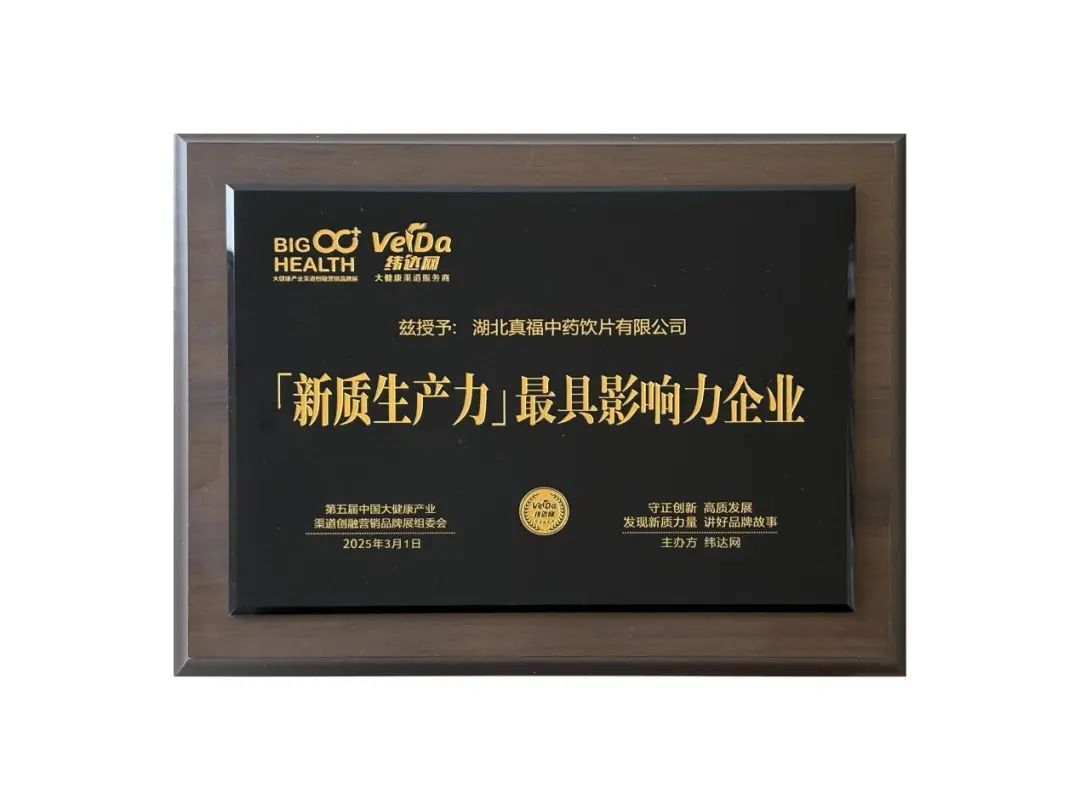 BIG HEALTH
大健康产业渠道创融营销品牌展
VeiDa
纬达网
大健康渠道服务商
兹授予: 湖北真福中药饮片有限公司
「新质生产力」最具影响力企业
第五届中国大健康产业
渠道创融营销品牌展组委会
2025年3月1日
VeiDa
纬达网
守正创新 高质发展
发现新质力量 讲好品牌故事
主办方 纬达网